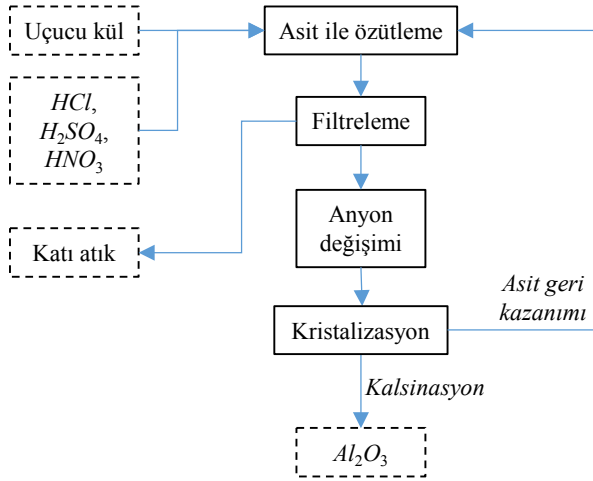 Uçucu kül
Asit ile özütleme
HCl,
H₂SO₄,
HNO₃
Filtreleme
Katı atık
Anyon
değişimi
Asit geri
kazanımı
Kristalizasyon
Kalsinasyon
Al₂O₃